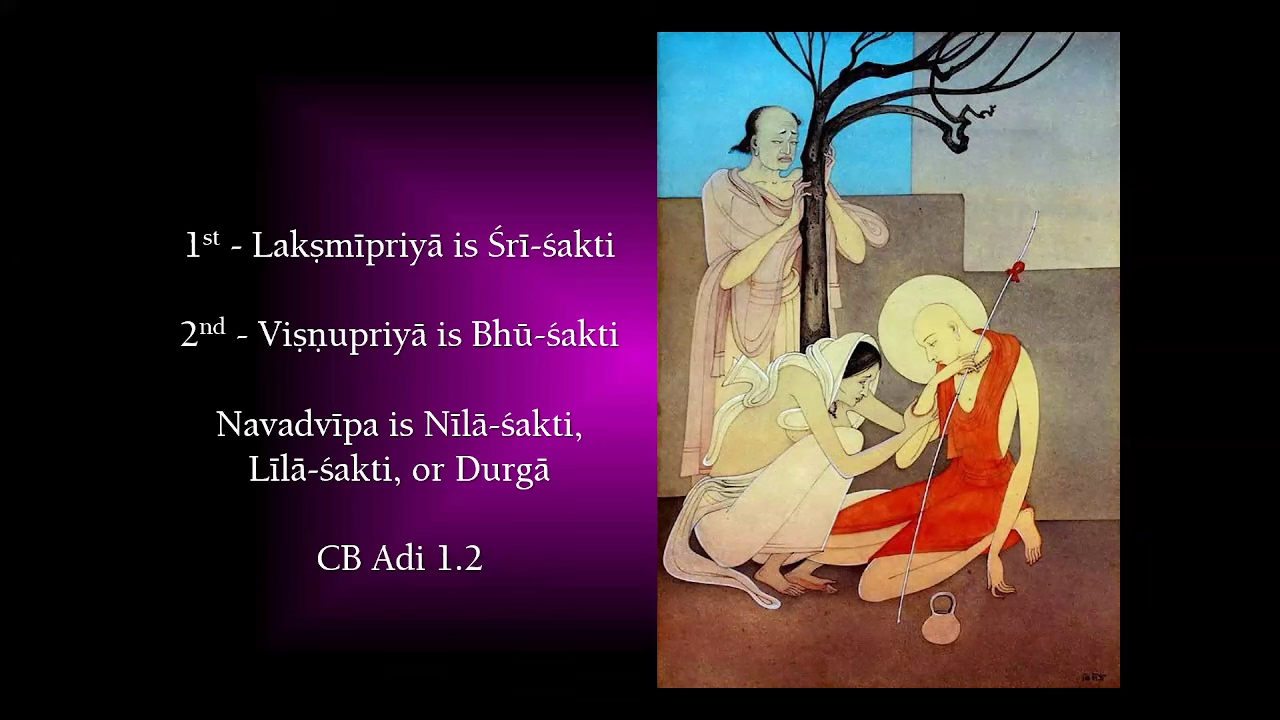 1st - Lakṣmīpriyā is Śrī-śakti
2nd - Viṣṇupriyā is Bhū-śakti
Navadvīpa is Nīlā-śakti,
Līlā-śakti, or Durgā
CB Adi 1.2